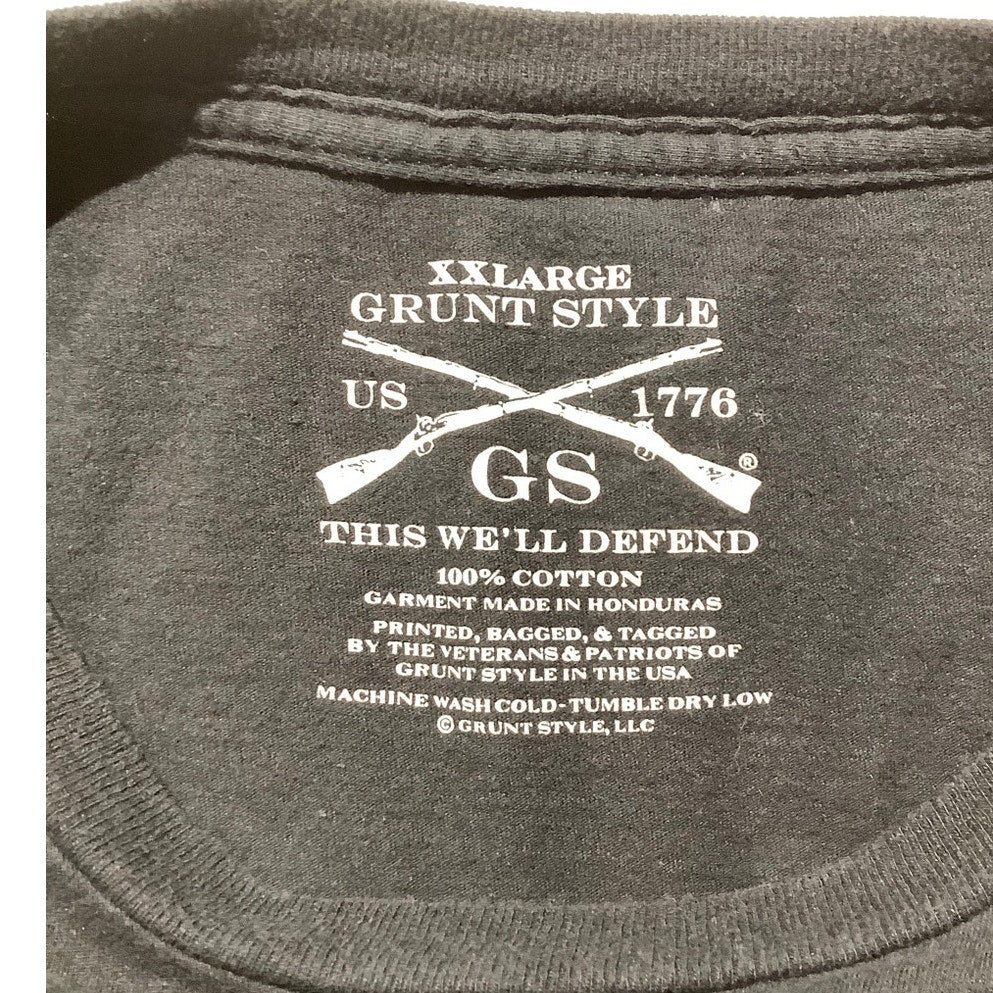 XXLARGE
GRUNT STYLE
US 1776
GS ®
THIS WE'LL DEFEND
100% COTTON
GARMENT MADE IN HONDURAS
PRINTED, BAGGED, & TAGGED
BY THE VETERANS & PATRIOTS OF
GRUNT STYLE IN THE USA
MACHINE WASH COLD - TUMBLE DRY LOW
© GRUNT STYLE, LLC